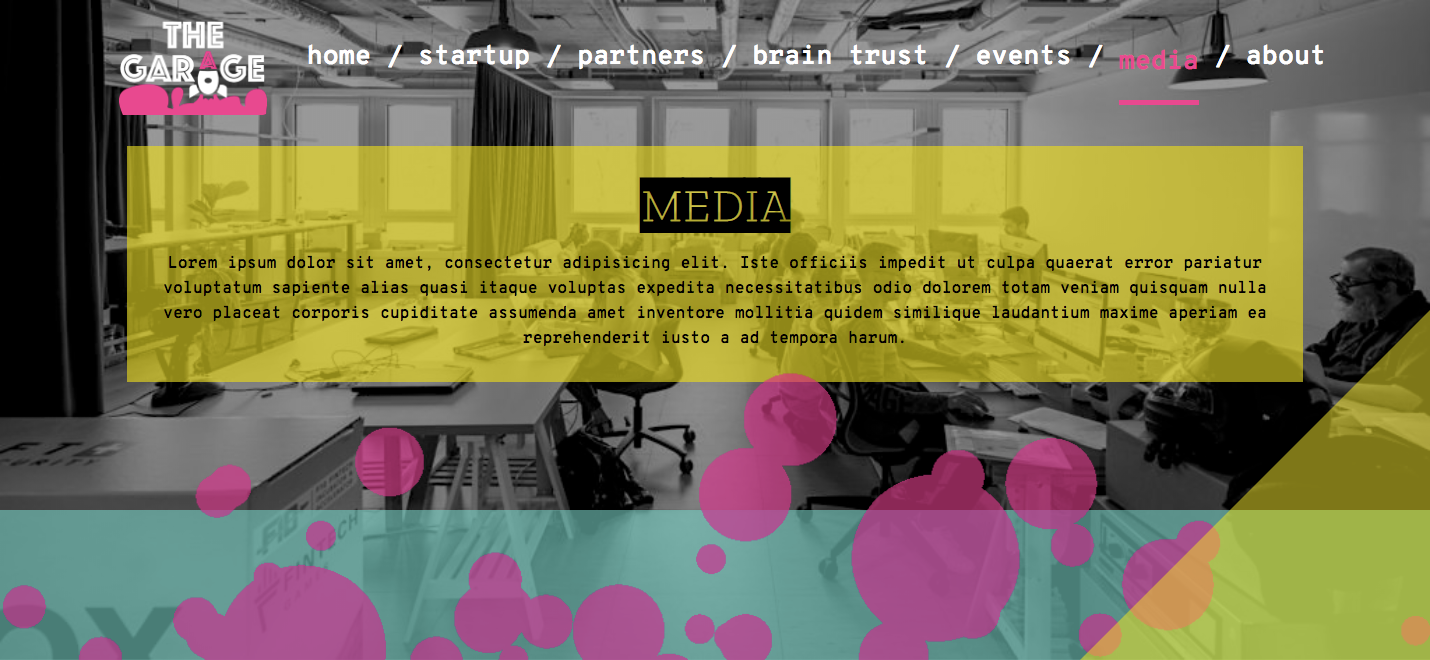 THE
GARAGE
home / startup / partners / brain trust / events / media / about
MEDIA
Lorem ipsum dolor sit amet, consectetur adipisicing elit. Iste officiis impedit ut culpa quaerat error pariatur
voluptatum sapiente alias quasi itaque voluptas expedita necessitatibus odio dolorem totam veniam quisquam nulla
vero placeat corporis cupiditate assumenda amet inventore mollitia quidem similique laudantium maxime aperiam ea
reprehenderit iusto a ad tempora harum.